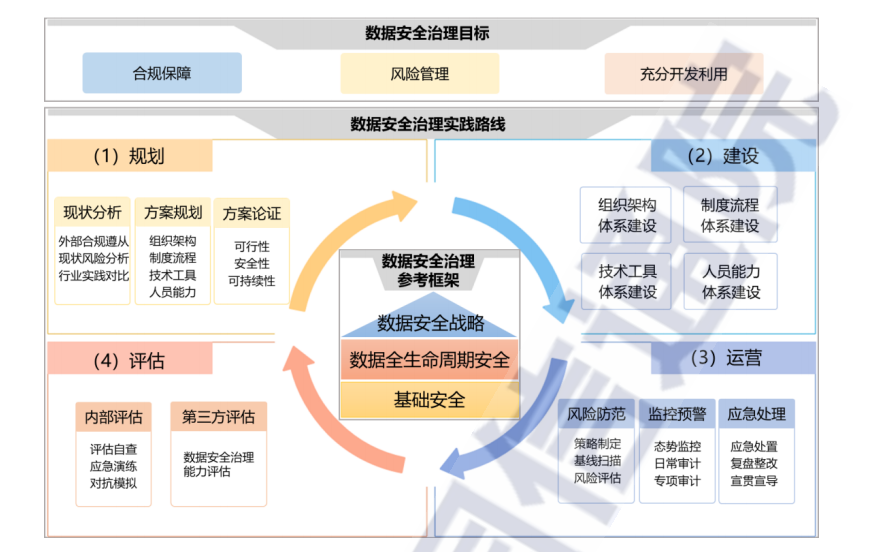 数据安全治理目标
合规保障
风险管理
充分开发利用
数据安全治理实践路线
（1）规划
现状分析
外部合规遵从
现状风险分析
行业实践对比
方案规划
组织架构
制度流程
技术工具
人员能力
方案论证
可行性
安全性
可持续性
（2）建设
组织架构
体系建设
制度流程
体系建设
技术工具
体系建设
人员能力
体系建设
数据安全治理
参考框架
数据安全战略
数据全生命周期安全
基础安全
（4）评估
内部评估
评估自查
应急演练
对抗模拟
第三方评估
数据安全治理
能力评估
（3）运营
风险防范
策略制定
基线扫描
风险评估
监控预警
态势监控
日常审计
专项审计
应急处理
应急处置
复盘整改
宣贯宣导